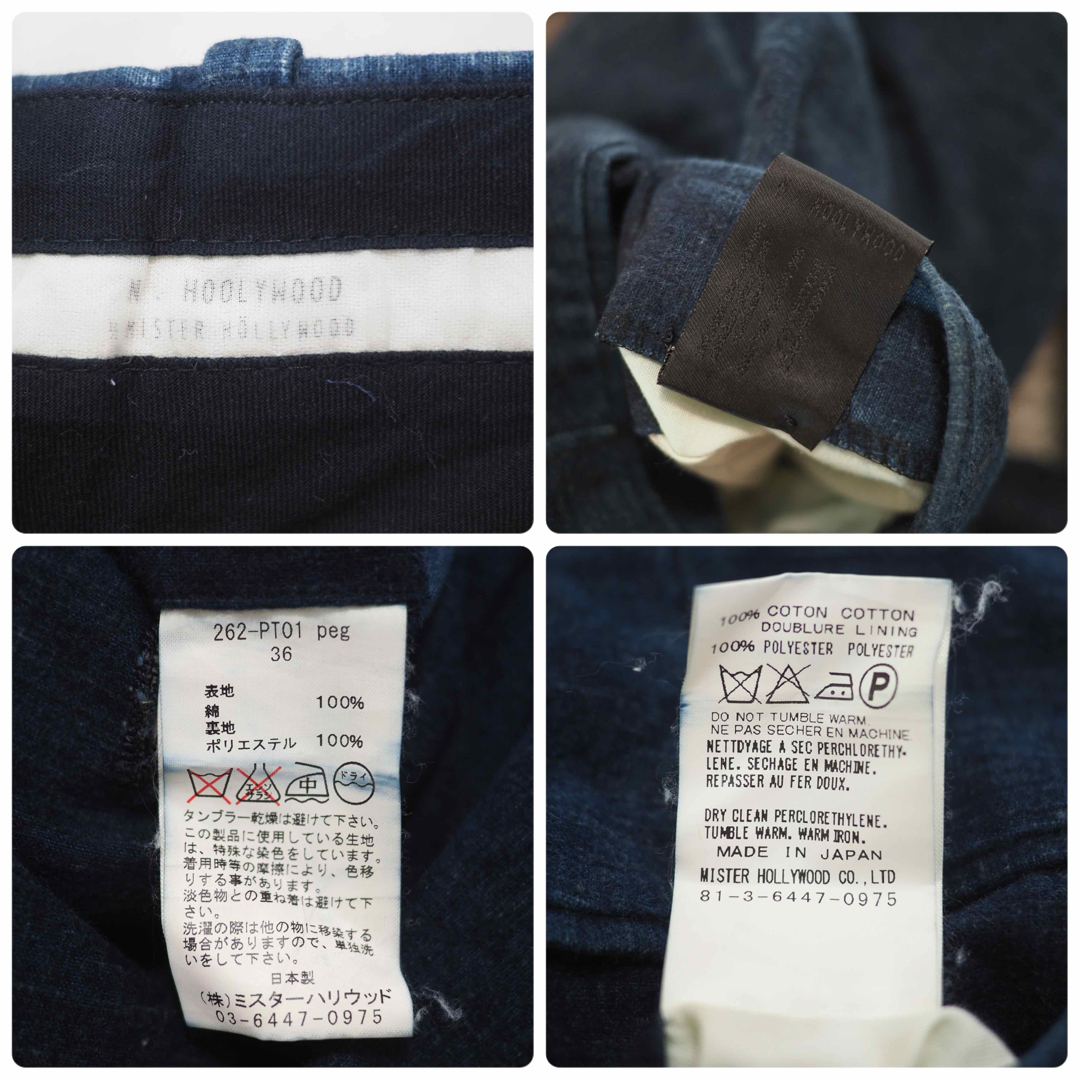 N. HOOLYWOOD
MISTER HÖLLYWOOD
N. HOOLYWOOD
262-PT01 peg
36
表地
綿 100%
裏地
ポリエステル 100%
エンソ
サラシ
中
ドライ
タンブラー乾燥は避けて下さい。
この製品に使用している生地
は、特殊な染色をしています。
着用時等の摩擦により、色移
りする事があります。
淡色物との重ね着は避けて下
さい。
洗濯の際は他の物に移染する
場合がありますので、単独洗
いをして下さい。
日本製
(株)ミスターハリウッド
03-6447-0975
100% COTON COTTON
DOUBLURE LINING
100% POLYESTER POLYESTER
P
DO NOT TUMBLE WARM.
NE PAS SECHER EN MACHINE.
NETTDYAGE A SEC PERCHLORETHY-
LENE. SECHAGE EN MACHINE.
REPASSER AU FER DOUX.
DRY CLEAN PERCLORETHYLENE.
TUMBLE WARM. WARM IRON.
MADE IN JAPAN
MISTER HOLLYWOOD CO.,LTD
81-3-6447-0975